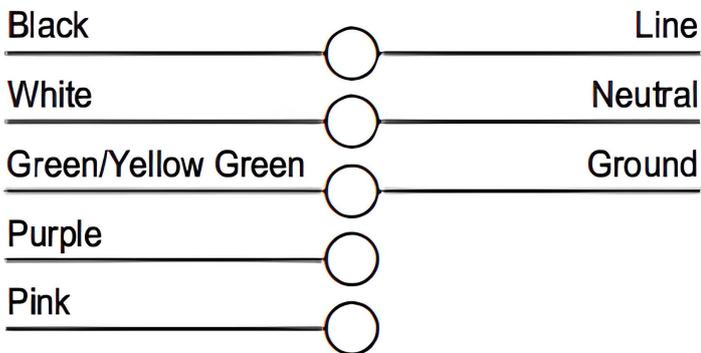 Black Line
White Neutral
Green/Yellow Green Ground
Purple
Pink